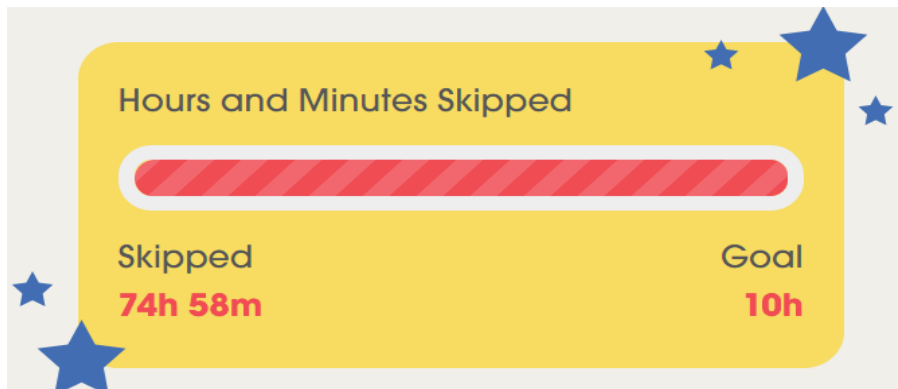 Hours and Minutes Skipped
Skipped
Goal
74h 58m
10h